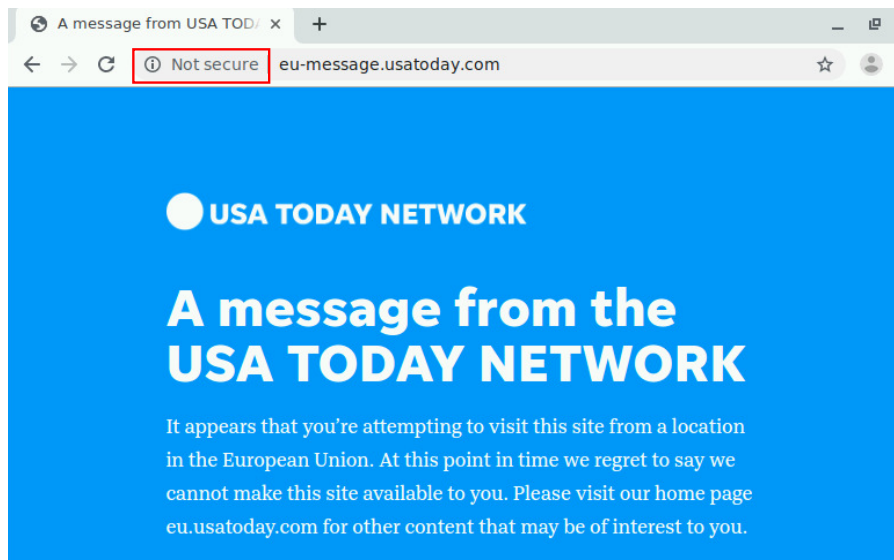 A message from USA TOD
Not secure eu-message.usatoday.com
USA TODAY NETWORK
A message from the
USA TODAY NETWORK
It appears that you’re attempting to visit this site from a location
in the European Union. At this point in time we regret to say we
cannot make this site available to you. Please visit our home page
eu.usatoday.com for other content that may be of interest to you.